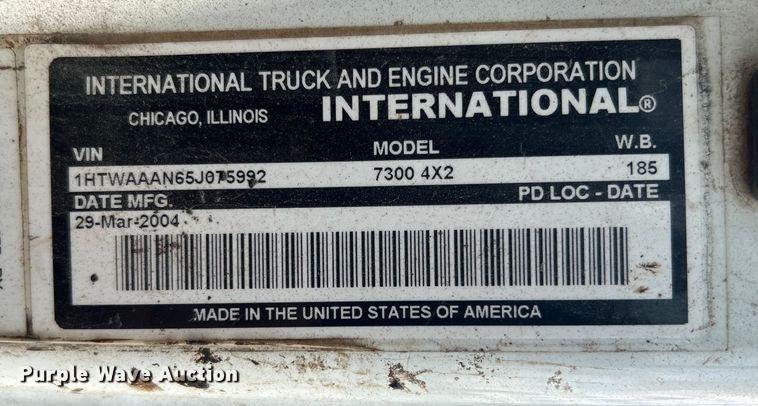 INTERNATIONAL TRUCK AND ENGINE CORPORATION
CHICAGO, ILLINOIS INTERNATIONAL®
VIN MODEL W.B.
1HTWAAAN65J075992 7300 4X2 185
DATE MFG. PD LOC - DATE
29-Mar-2004
MADE IN THE UNITED STATES OF AMERICA
Purple Wave Auction